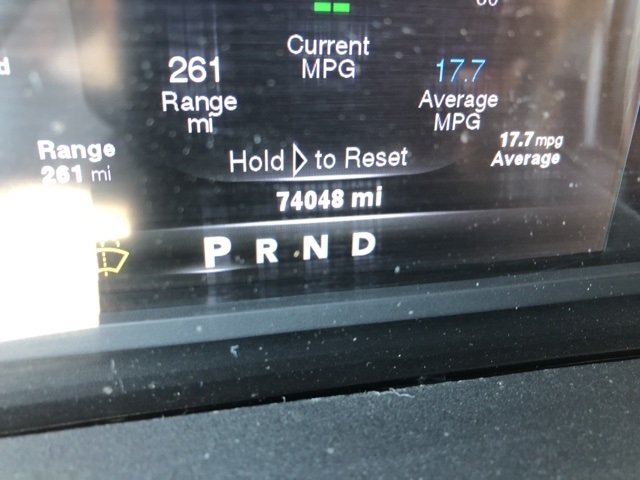 Current
MPG
261
Range
mi
17.7
Average
MPG
Range
261 mi
Hold to Reset
17.7 mpg
Average
74048 mi
P R N D